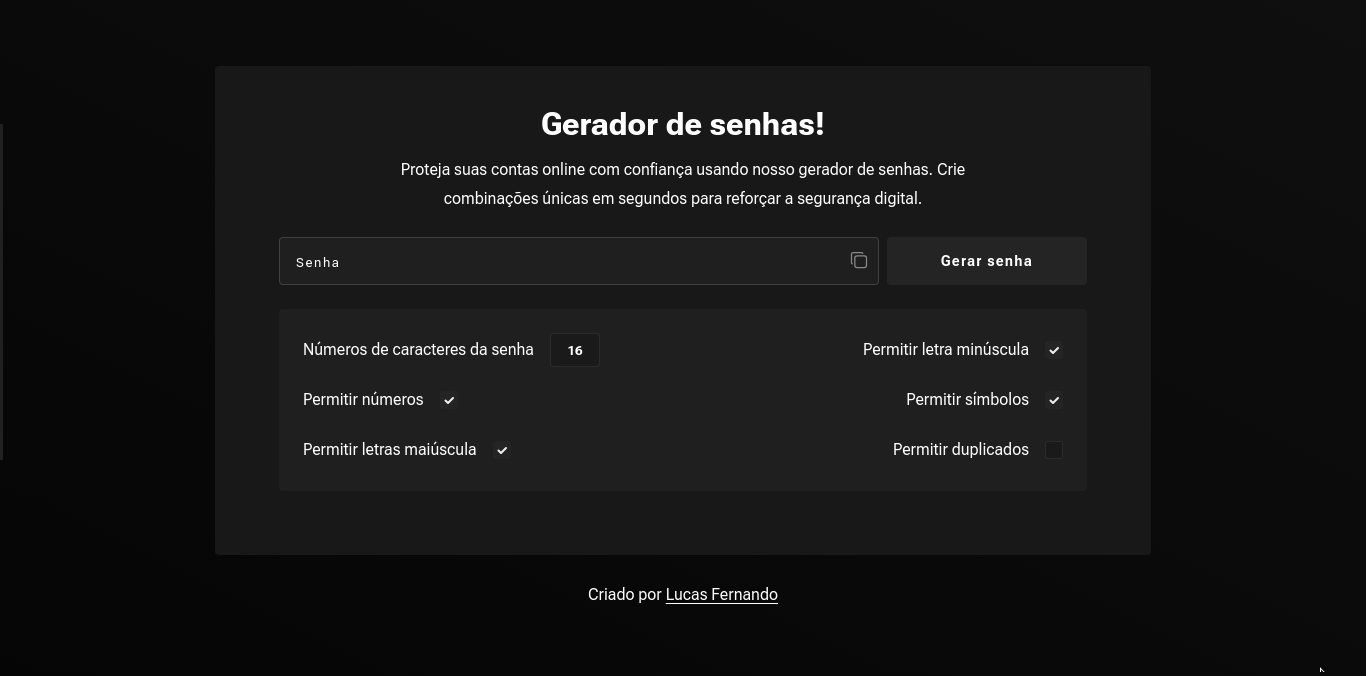 Gerador de senhas!
Proteja suas contas online com confiança usando nosso gerador de senhas. Crie
combinações únicas em segundos para reforçar a segurança digital.
Senha
Gerar senha
Números de caracteres da senha 16
Permitir letra minúscula
Permitir números
Permitir símbolos
Permitir letras maiúscula
Permitir duplicados
Criado por Lucas Fernando